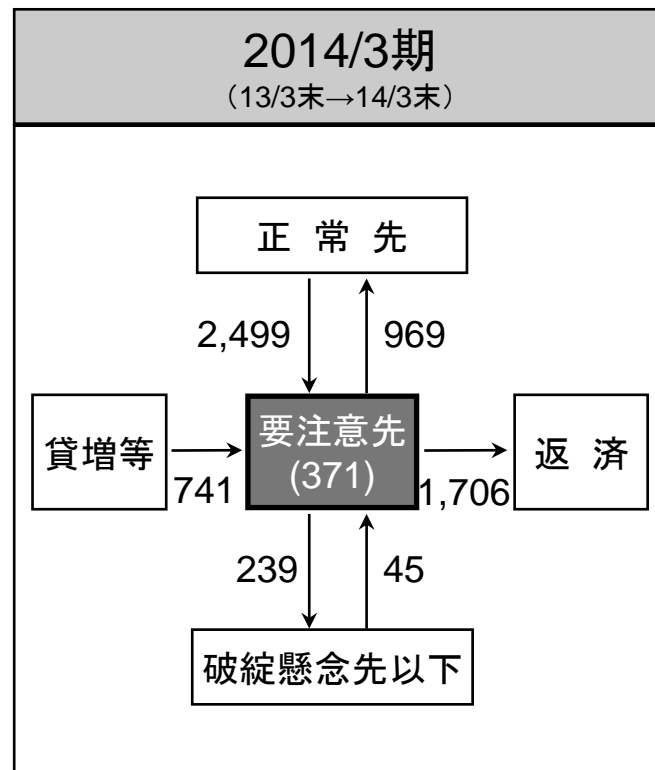 2014/3期
（13/3末→14/3末）
正 常 先
2,499
969
貸増等
741
要注意先
(371)
1,706
返 済
239
45
破綻懸念先以下